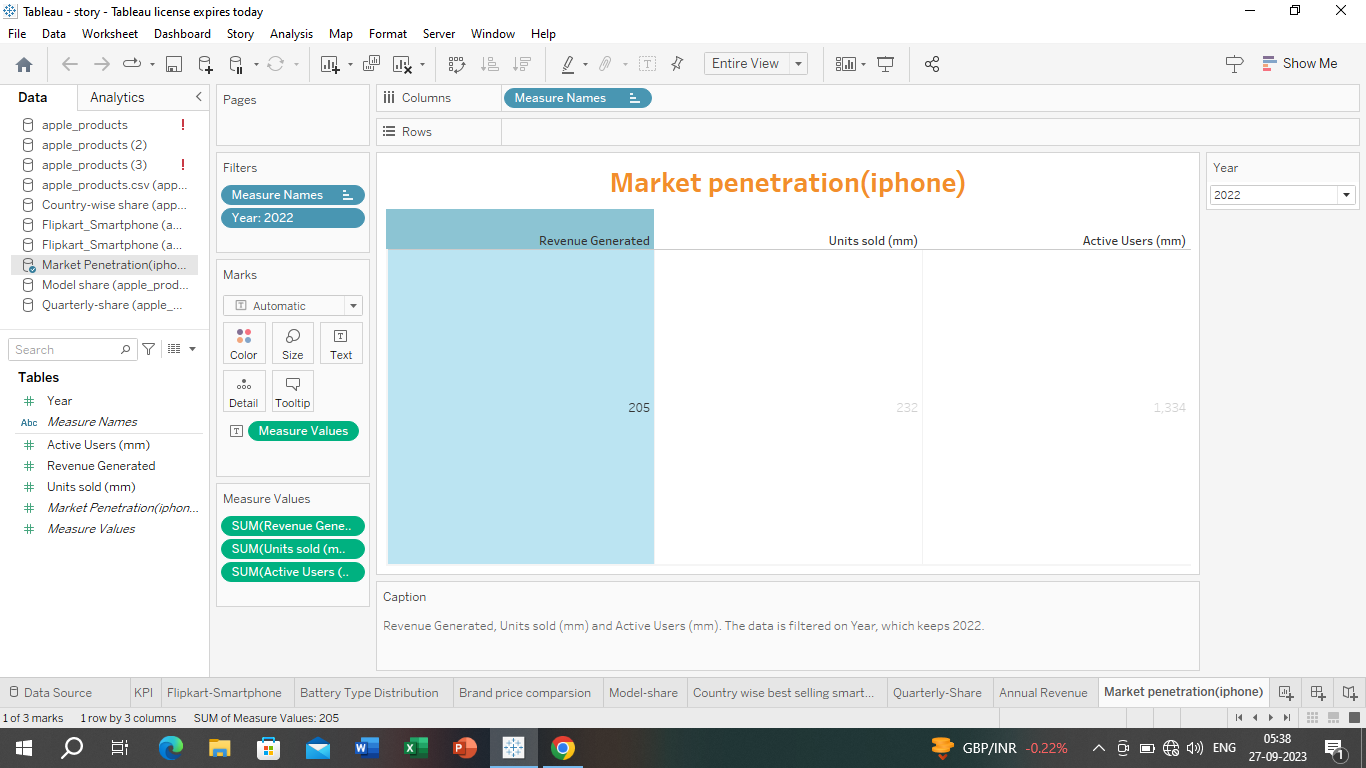 Tableau - story - Tableau license expires today
File Data Worksheet Dashboard Story Analysis Map Format Server Window Help
Entire View
Show Me
Data Analytics
apple_products
apple_products (2)
apple_products (3)
apple_products.csv (app...
Country-wise share (app...
Flipkart_Smartphone (a...
Flipkart_Smartphone (a...
Market Penetration(ipho...
Model share (apple_prod...
Quarterly-share (apple_...
Search
Tables
Year
Abc Measure Names
Active Users (mm)
Revenue Generated
Units sold (mm)
Market Penetration(iphon...
Measure Values
Pages
Filters
Measure Names
Year: 2022
Marks
Automatic
Color Size Text
Detail Tooltip
Measure Values
Measure Values
SUM(Revenue Gene..
SUM(Units sold (m..
SUM(Active Users (..
Columns Measure Names
Rows
Market penetration(iphone)
Revenue Generated Units sold (mm) Active Users (mm)
205 232 1,334
Caption
Revenue Generated, Units sold (mm) and Active Users (mm). The data is filtered on Year, which keeps 2022.
Year
2022
Data Source KPI Flipkart-Smartphone Battery Type Distribution Brand price comparsion Model-share Country wise best selling smart... Quarterly-Share Annual Revenue Market penetration(iphone)
1 of 3 marks 1 row by 3 columns SUM of Measure Values: 205
GBP/INR -0.22% ENG 05:38
27-09-2023 1